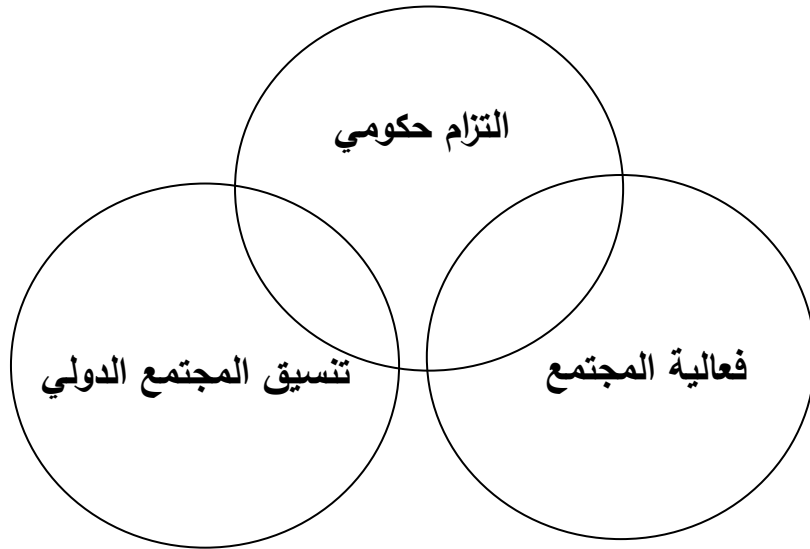 التزام حكومي
فعالية المجتمع
تنسيق المجتمع الدولي